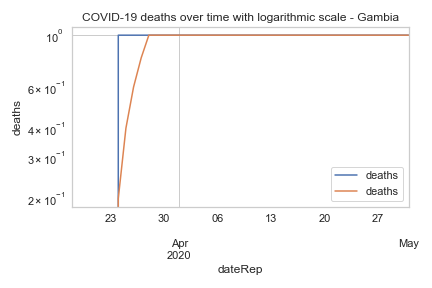 COVID-19 deaths over time with logarithmic scale - Gambia
10⁰
6 × 10⁻¹
4 × 10⁻¹
3 × 10⁻¹
2 × 10⁻¹
deaths
deaths
deaths
23 30 06 13 20 27
Apr May
2020
dateRep